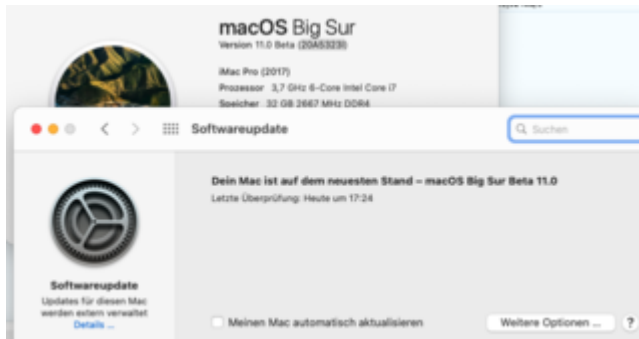 macOS Big Sur
Version 11.0 Beta (20A5323l)
iMac Pro (2017)
Prozessor 3,7 GHz 6-Core Intel Core i7
Speicher 32 GB 2667 MHz DDR4
Softwareupdate
Suchen
Dein Mac ist auf dem neuesten Stand – macOS Big Sur Beta 11.0
Letzte Überprüfung: Heute um 17:24
Softwareupdate
Updates für diesen Mac
werden extern verwaltet
Details ...
Meinen Mac automatisch aktualisieren
Weitere Optionen ...
?